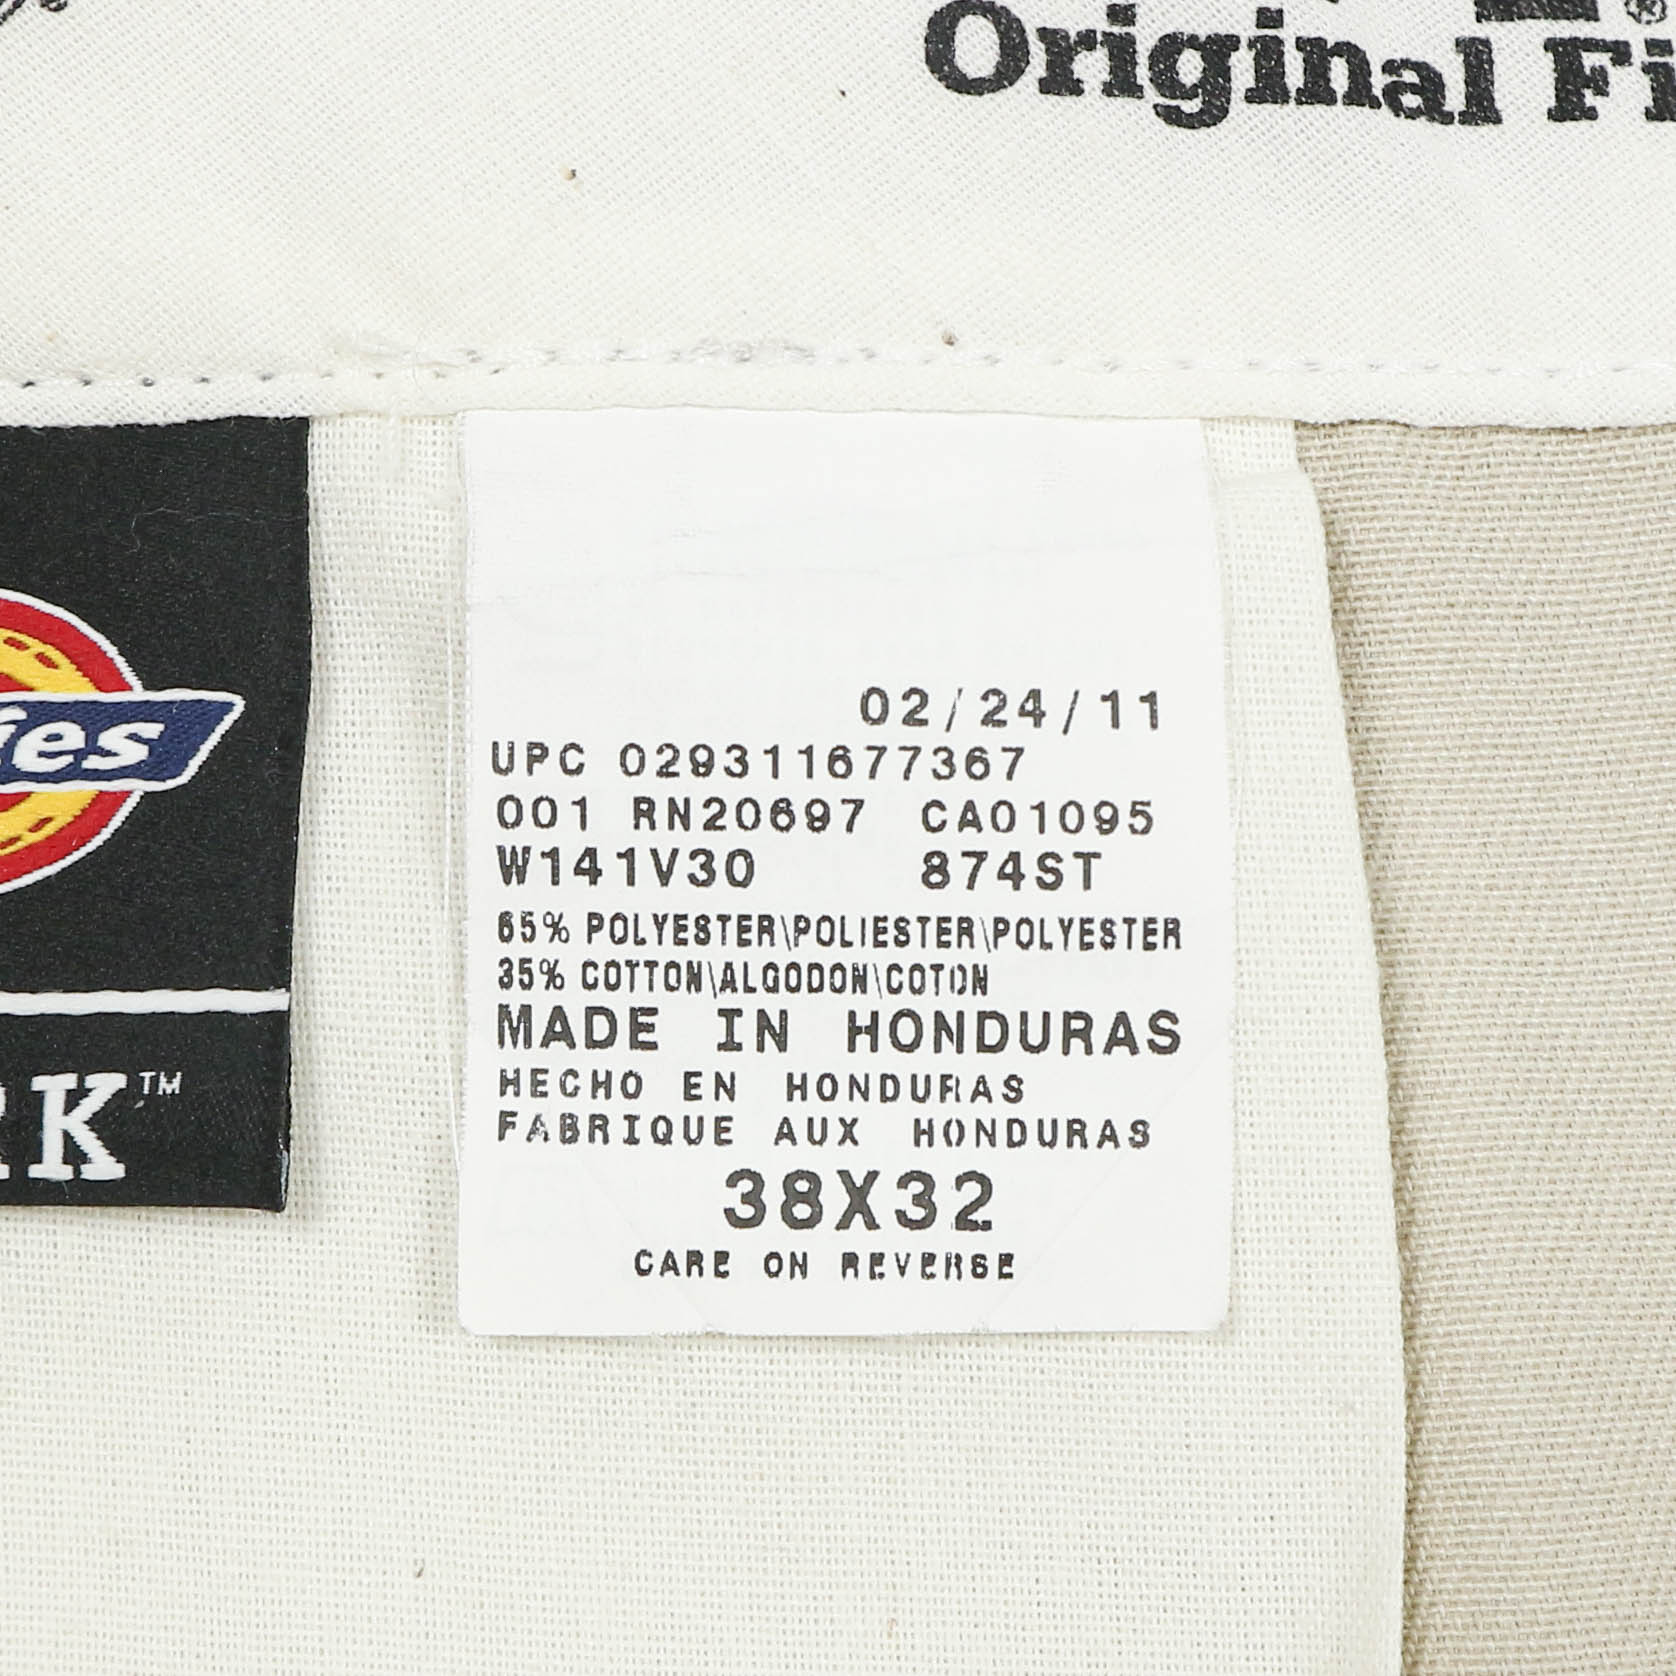 Original Fi
®
ies
RK™
02/24/11
UPC 029311677367
001 RN20697 CA01095
W141V30 874ST
65% POLYESTER\POLIESTER\POLYESTER
35% COTTON\ALGODON\COTON
MADE IN HONDURAS
HECHO EN HONDURAS
FABRIQUE AUX HONDURAS
38X32
CARE ON REVERSE